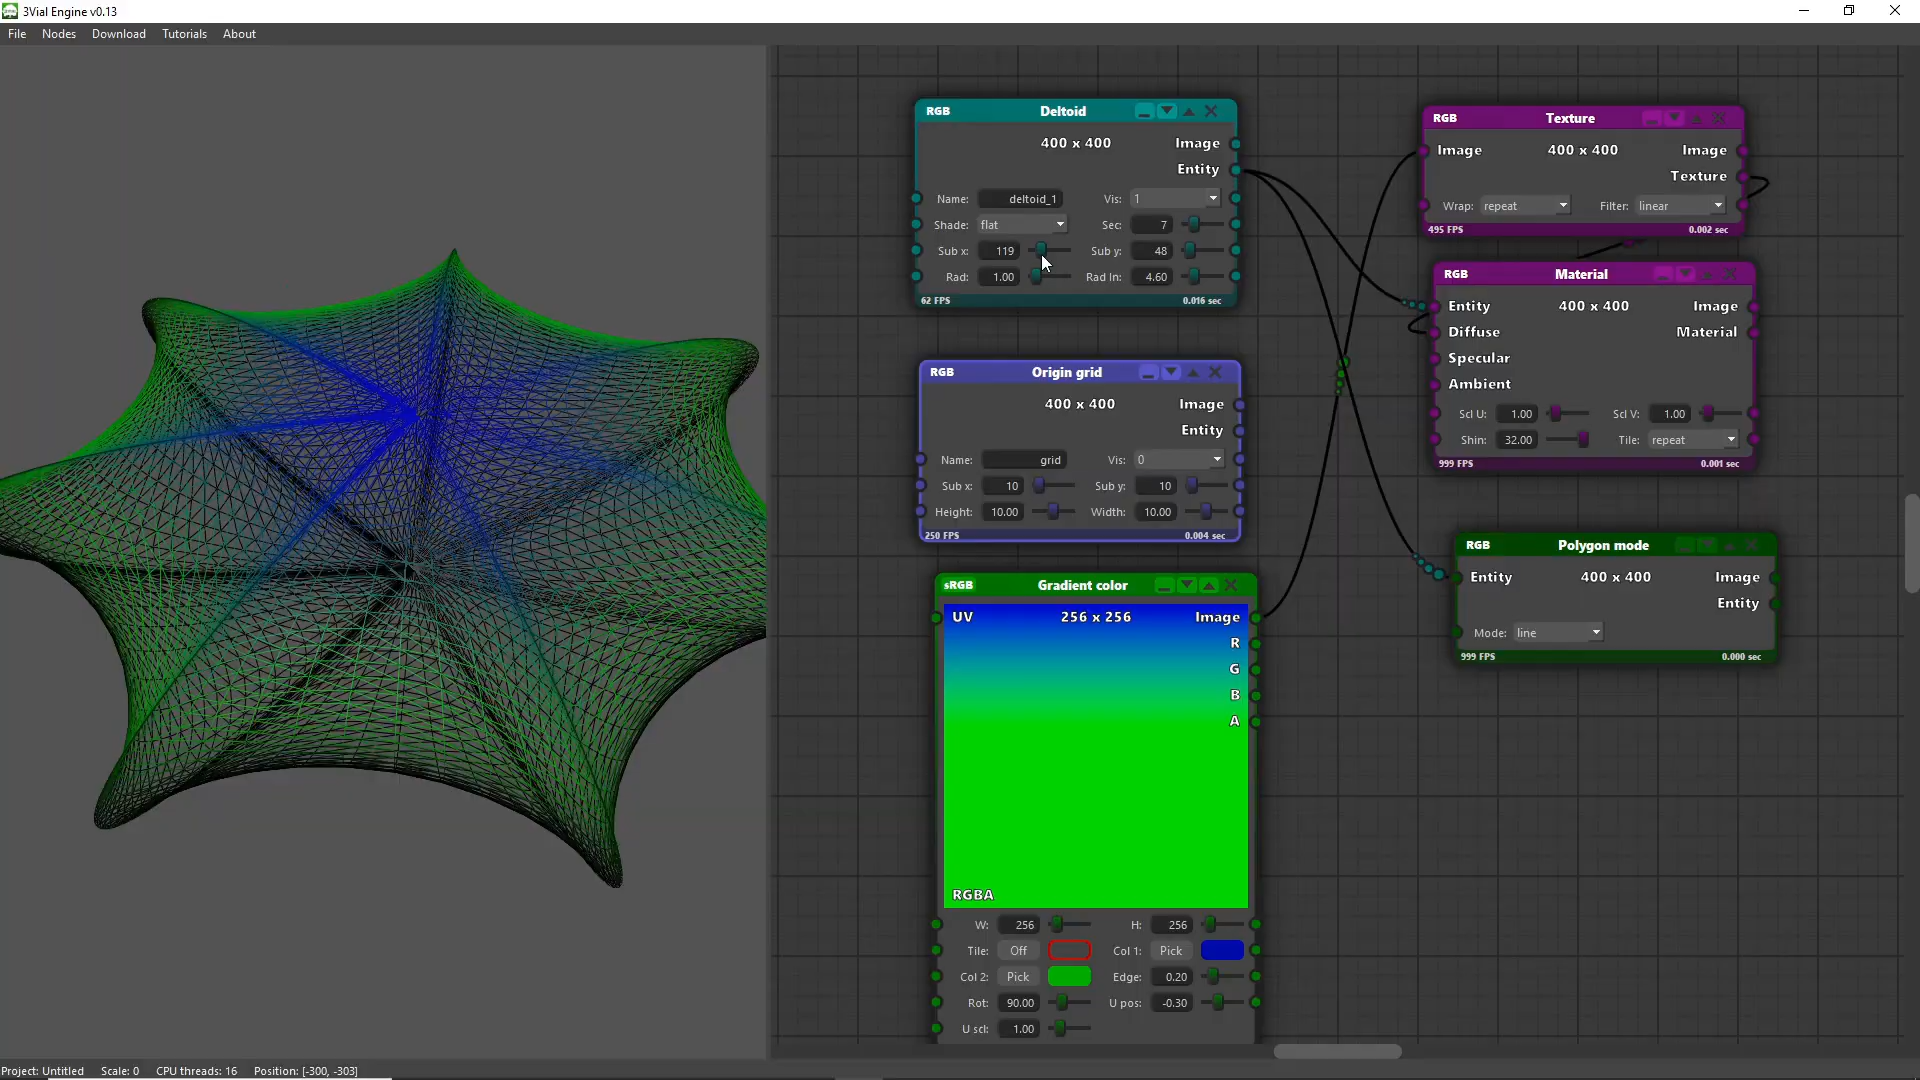 3Vial Engine v0.13
File Nodes Download Tutorials About
RGB Deltoid
400 x 400 Image
Entity
Name: deltoid_1 Vis: 1
Shade: flat Sec: 7
Sub x: 119 Sub y: 48
Rad: 1.00 Rad In: 4.60
62 FPS 0.016 sec
RGB Origin grid
400 x 400 Image
Entity
Name: grid Vis: 0
Sub x: 10 Sub y: 10
Height: 10.00 Width: 10.00
250 FPS 0.004 sec
sRGB Gradient color
UV 256 x 256 Image
R
G
B
A
RGBA
W: 256 H: 256
Tile: Off Col 1: Pick
Col 2: Pick Edge: 0.20
Rot: 90.00 U pos: -0.30
U scl: 1.00
RGB Texture
Image 400 x 400 Image
Texture
Wrap: repeat Filter: linear
495 FPS 0.002 sec
RGB Material
Entity 400 x 400 Image
Diffuse Material
Specular
Ambient
Scl U: 1.00 Scl V: 1.00
Shin: 32.00 Tile: repeat
999 FPS 0.001 sec
RGB Polygon mode
Entity 400 x 400 Image
Entity
Mode: line
999 FPS 0.000 sec
Project: Untitled Scale: 0 CPU threads: 16 Position: [-300, -303]